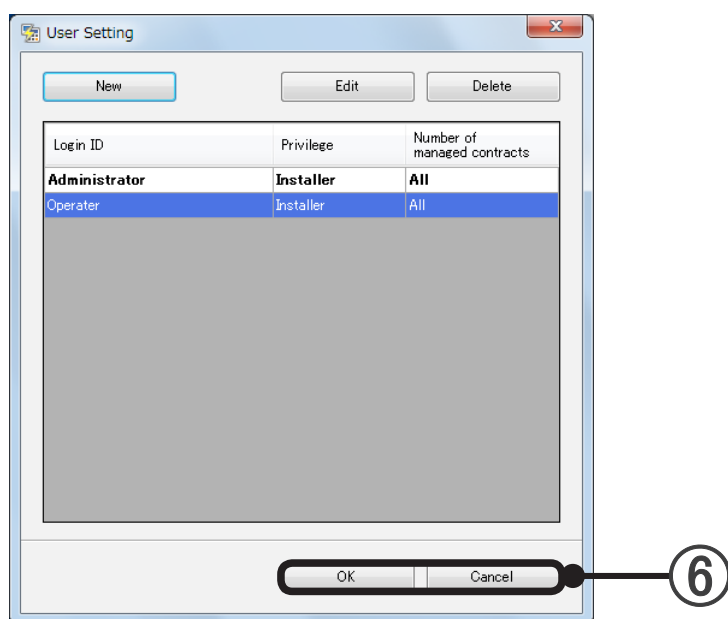 User Setting
New Edit Delete
Login ID Privilege Number of
managed contracts
Administrator Installer All
Operater Installer All
OK Cancel
6